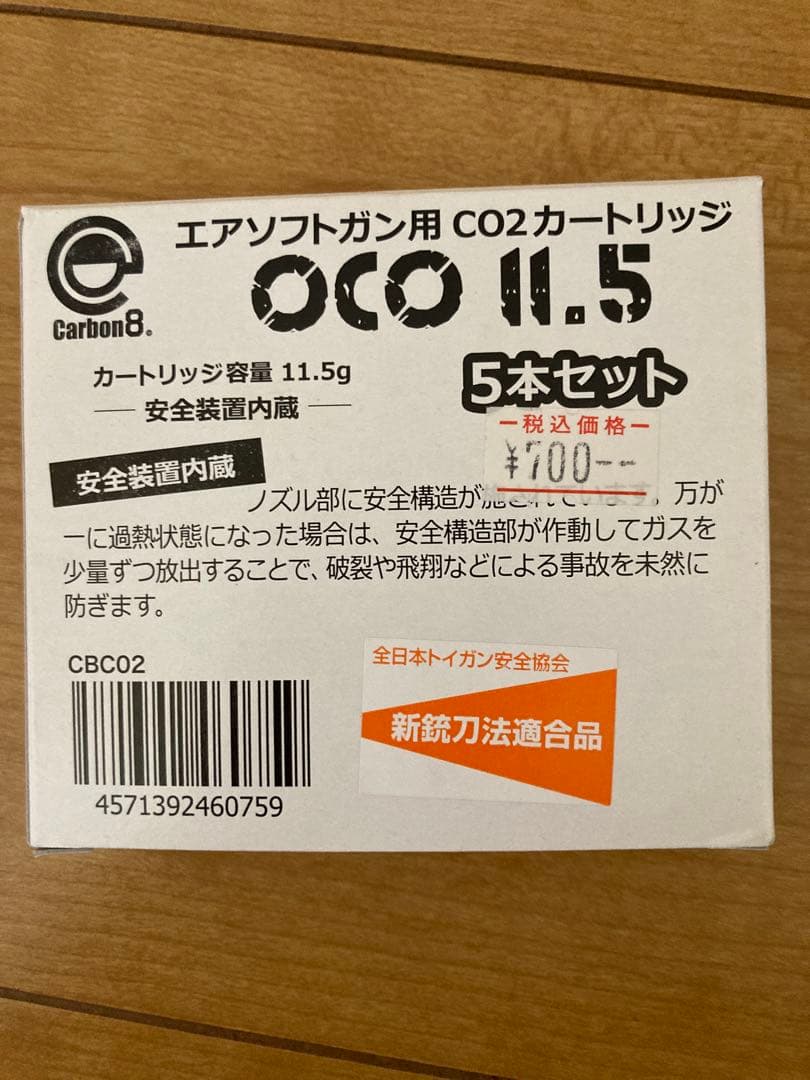 エアソフトガン用 CO2カートリッジ
OCO 11.5
Carbon8®
カートリッジ容量 11.5g
安全装置内蔵
5本セット
税込価格
¥700--
安全装置内蔵
ノズル部に安全構造が施されています。万が
一に過熱状態になった場合は、安全構造部が作動してガスを
少量ずつ放出することで、破裂や飛翔などによる事故を未然に
防ぎます。
CBC02
4571392460759
全日本トイガン安全協会
新銃刀法適合品